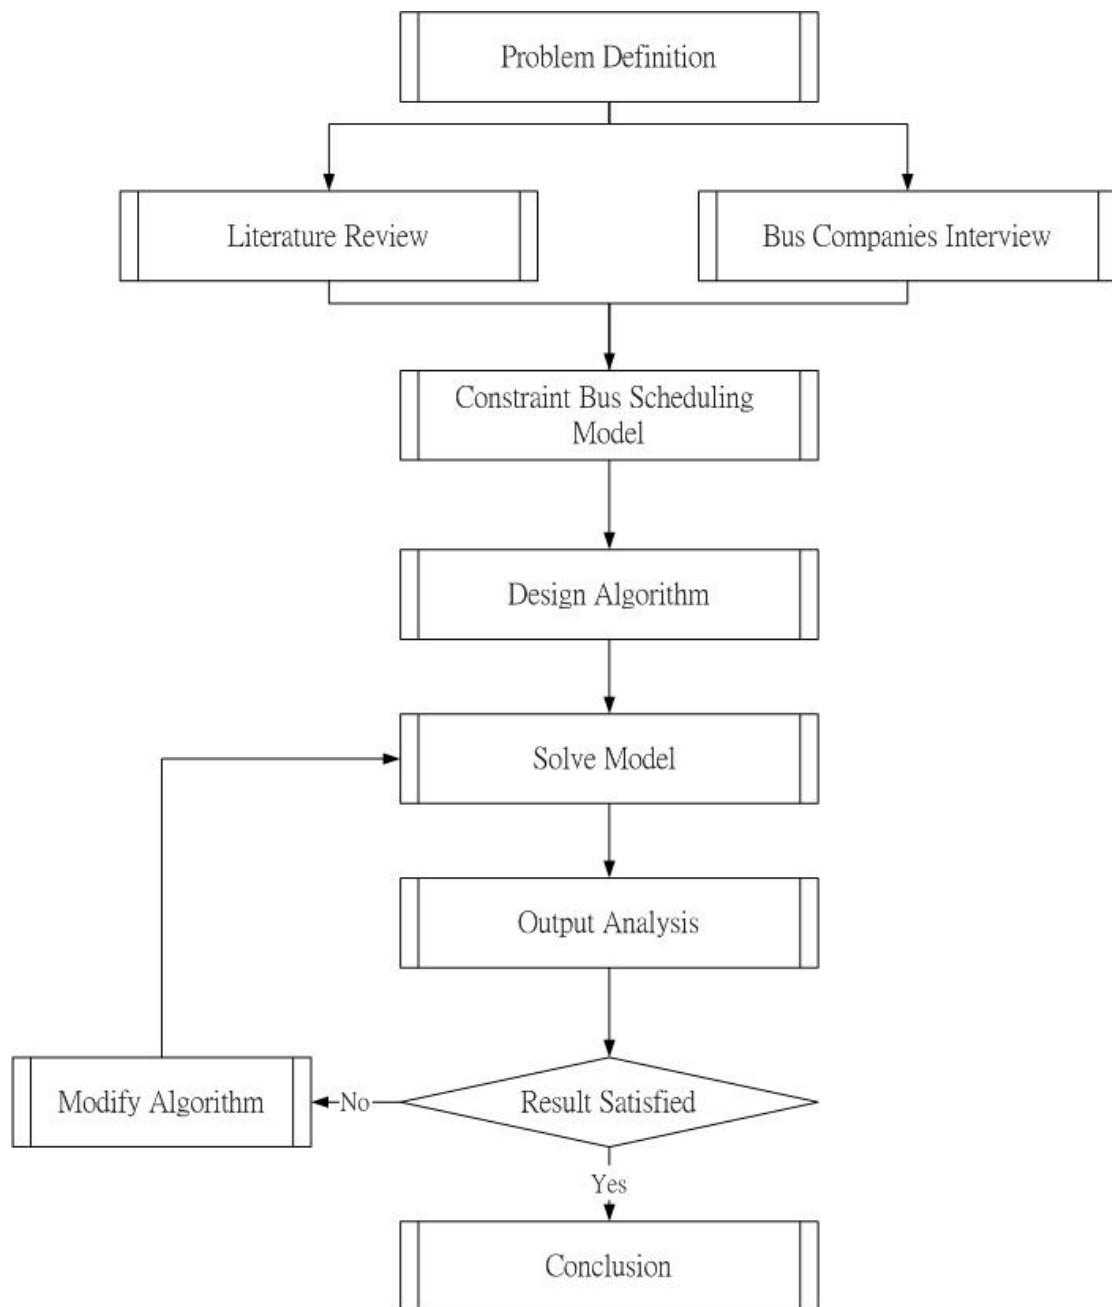 Problem Definition
Literature Review
Bus Companies Interview
Constraint Bus Scheduling
Model
Design Algorithm
Solve Model
Output Analysis
Modify Algorithm
No
Result Satisfied
Yes
Conclusion